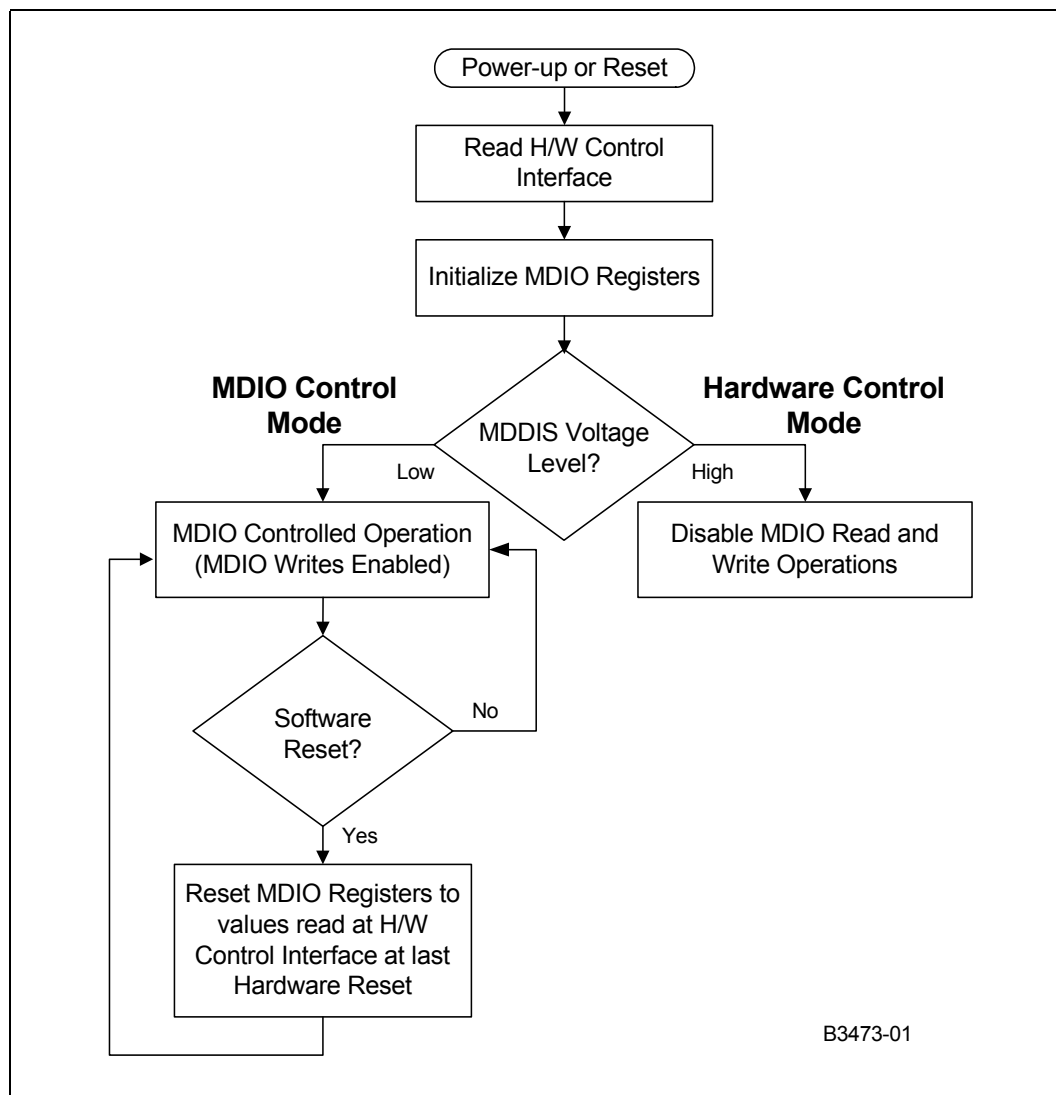 Power-up or Reset
Read H/W Control
Interface
Initialize MDIO Registers
MDIO Control
Mode
Hardware Control
Mode
MDDIS Voltage
Level?
Low
High
MDIO Controlled Operation
(MDIO Writes Enabled)
Disable MDIO Read and
Write Operations
Software
Reset?
No
Yes
Reset MDIO Registers to
values read at H/W
Control Interface at last
Hardware Reset
B3473-01